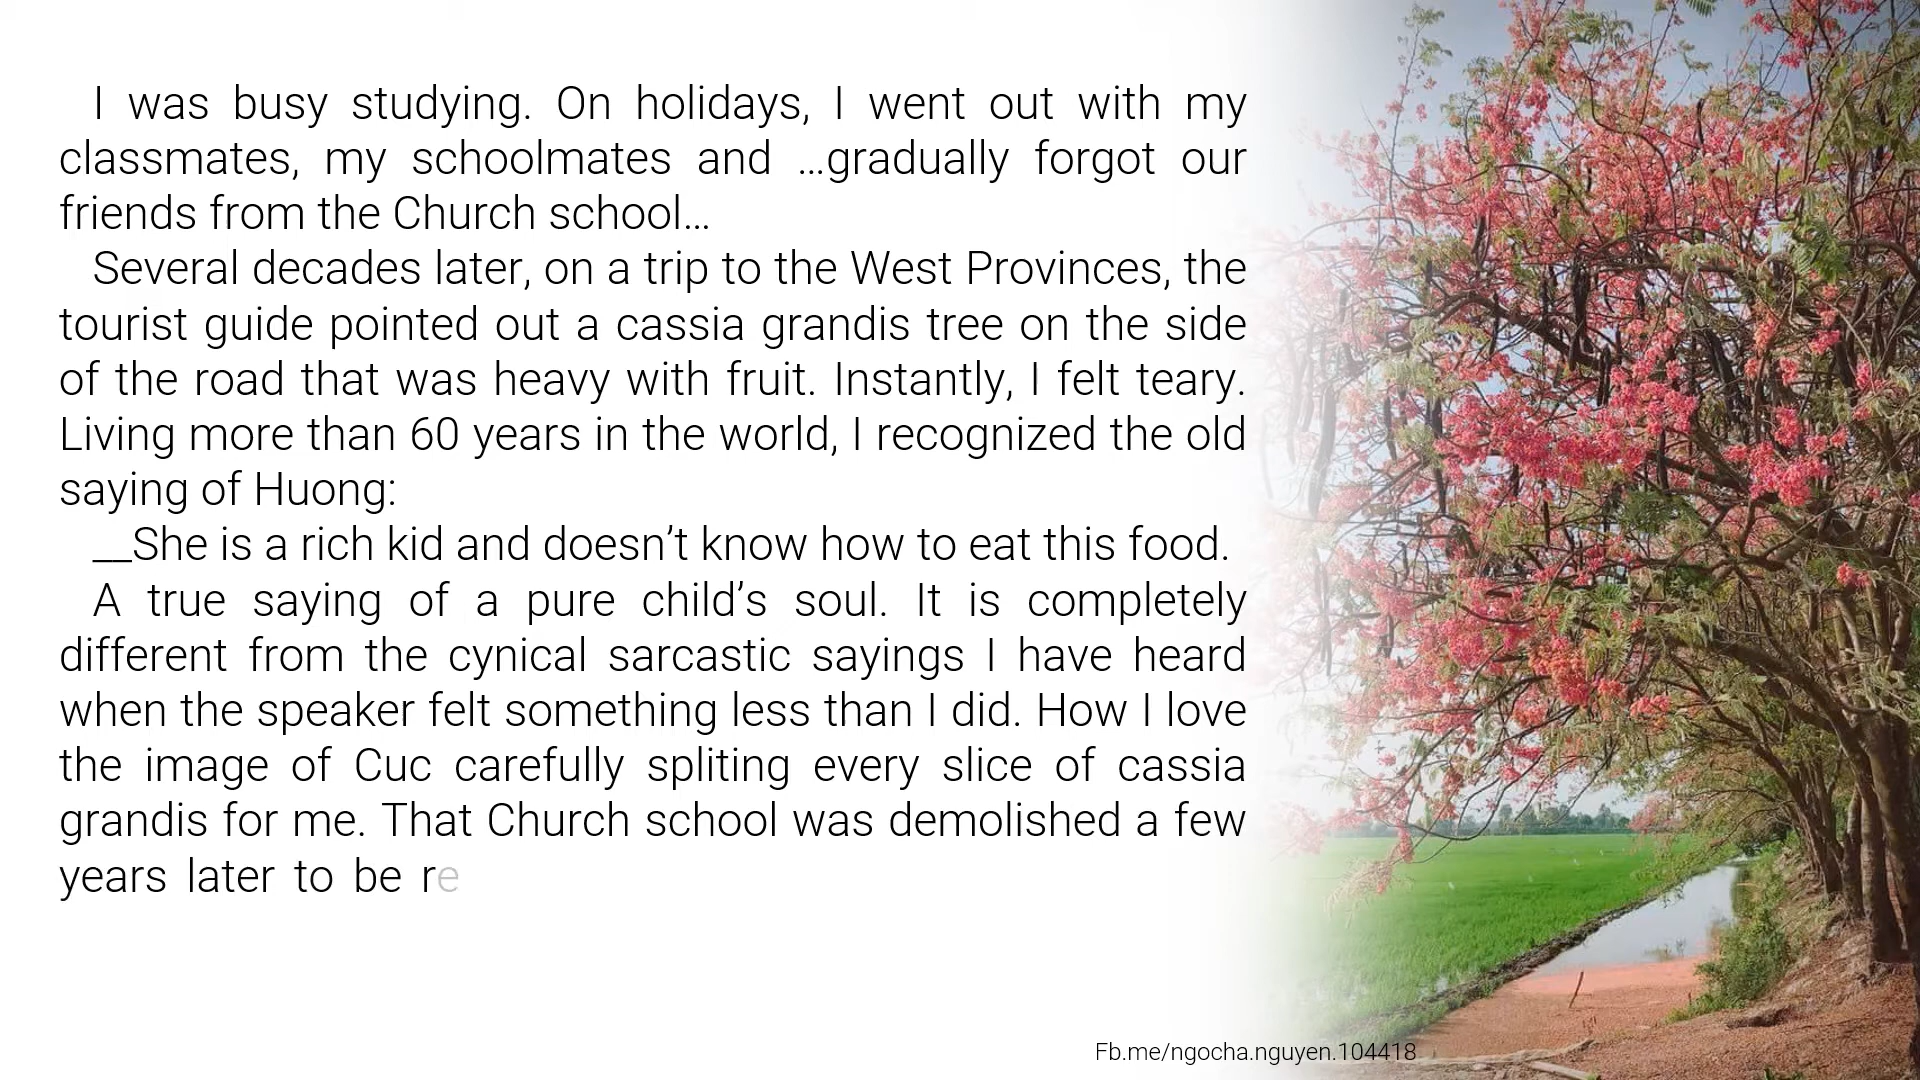 I was busy studying. On holidays, I went out with my
classmates, my schoolmates and …gradually forgot our
friends from the Church school…
Several decades later, on a trip to the West Provinces, the
tourist guide pointed out a cassia grandis tree on the side
of the road that was heavy with fruit. Instantly, I felt teary.
Living more than 60 years in the world, I recognized the old
saying of Huong:
__She is a rich kid and doesn’t know how to eat this food.
A true saying of a pure child’s soul. It is completely
different from the cynical sarcastic sayings I have heard
when the speaker felt something less than I did. How I love
the image of Cuc carefully spliting every slice of cassia
grandis for me. That Church school was demolished a few
years later to be re
Fb.me/ngocha.nguyen.104418